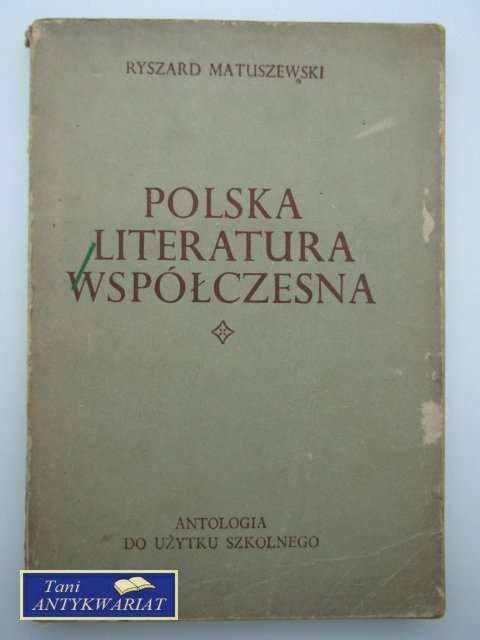 RYSZARD MATUSZEWSKI
POLSKA
LITERATURA
WSPÓŁCZESNA
ANTOLOGIA
DO UŻYTKU SZKOLNEGO
Tani
ANTYKWARIAT